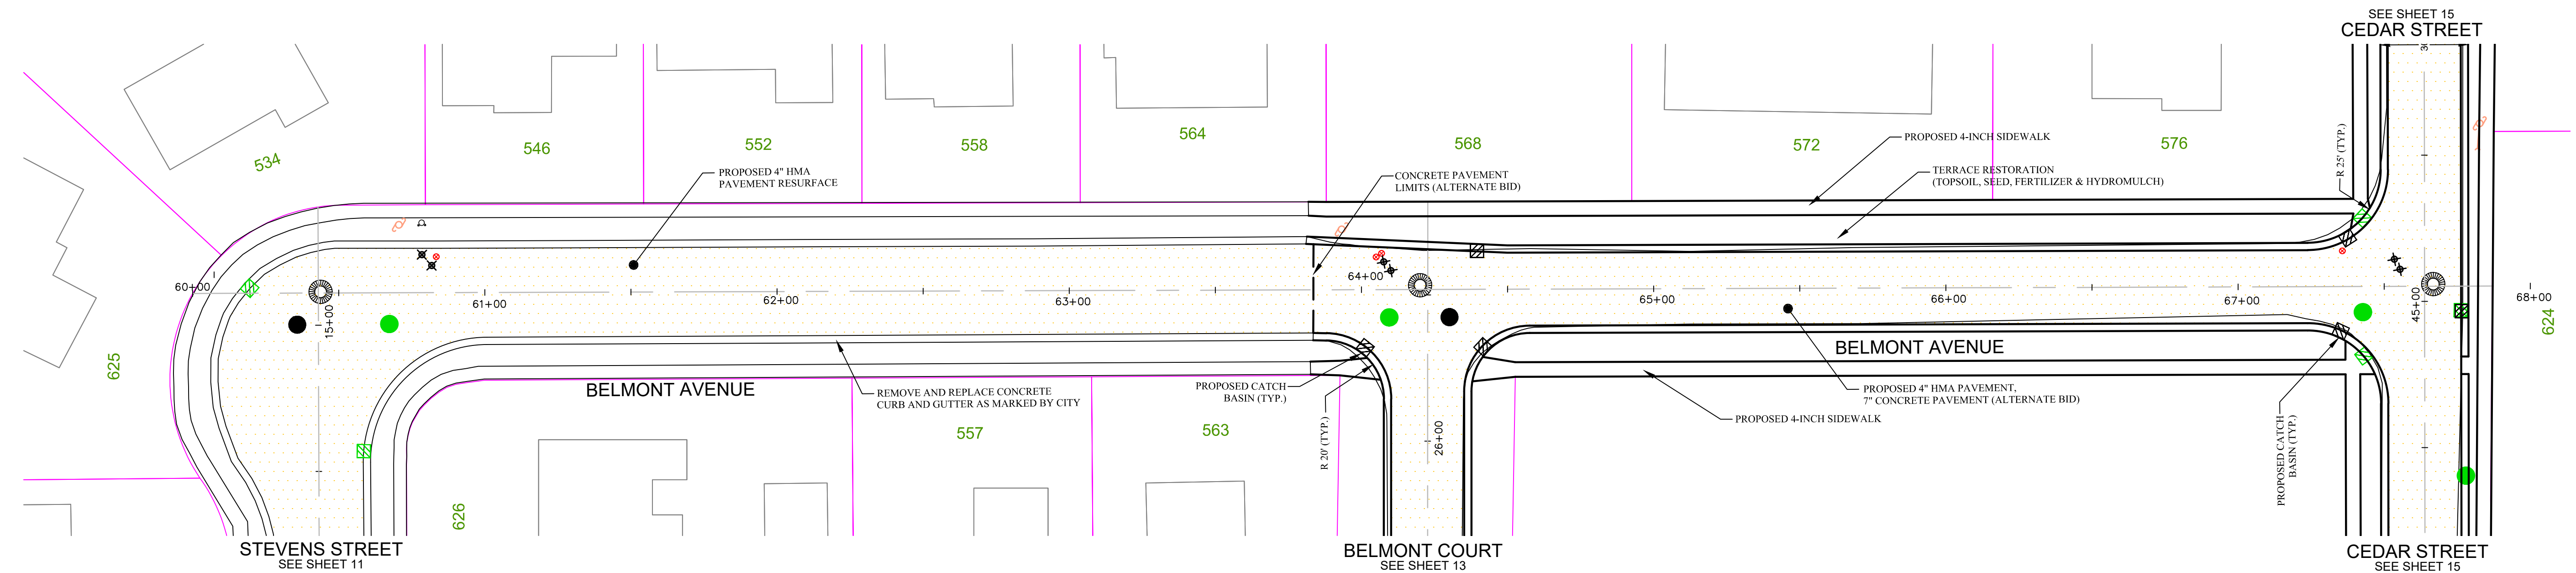 SEE SHEET 15
CEDAR STREET
3
534
546
552
558
564
568
572
576
PROPOSED 4" HMA
PAVEMENT RESURFACE
CONCRETE PAVEMENT
LIMITS (ALTERNATE BID)
PROPOSED 4-INCH SIDEWALK
TERRACE RESTORATION
(TOPSOIL, SEED, FERTILIZER & HYDROMULCH)
R 25' (TYP.)
60+00
61+00
62+00
63+00
64+00
65+00
66+00
67+00
68+00
15+00
45+00
26+00
624
625
626
BELMONT AVENUE
BELMONT AVENUE
REMOVE AND REPLACE CONCRETE
CURB AND GUTTER AS MARKED BY CITY
PROPOSED CATCH
BASIN (TYP.)
R 20' (TYP.)
PROPOSED 4" HMA PAVEMENT,
7" CONCRETE PAVEMENT (ALTERNATE BID)
PROPOSED 4-INCH SIDEWALK
PROPOSED CATCH
BASIN (TYP.)
557
563
STEVENS STREET
SEE SHEET 11
BELMONT COURT
SEE SHEET 13
CEDAR STREET
SEE SHEET 15